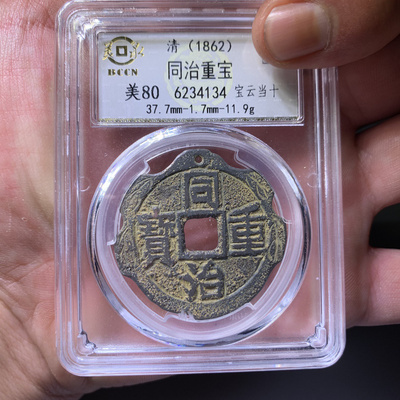 清（1862）
BCCN
同治重宝
美80 6234134 宝云当十
37.7mm-1.7mm-11.9g
同
寶 重
治